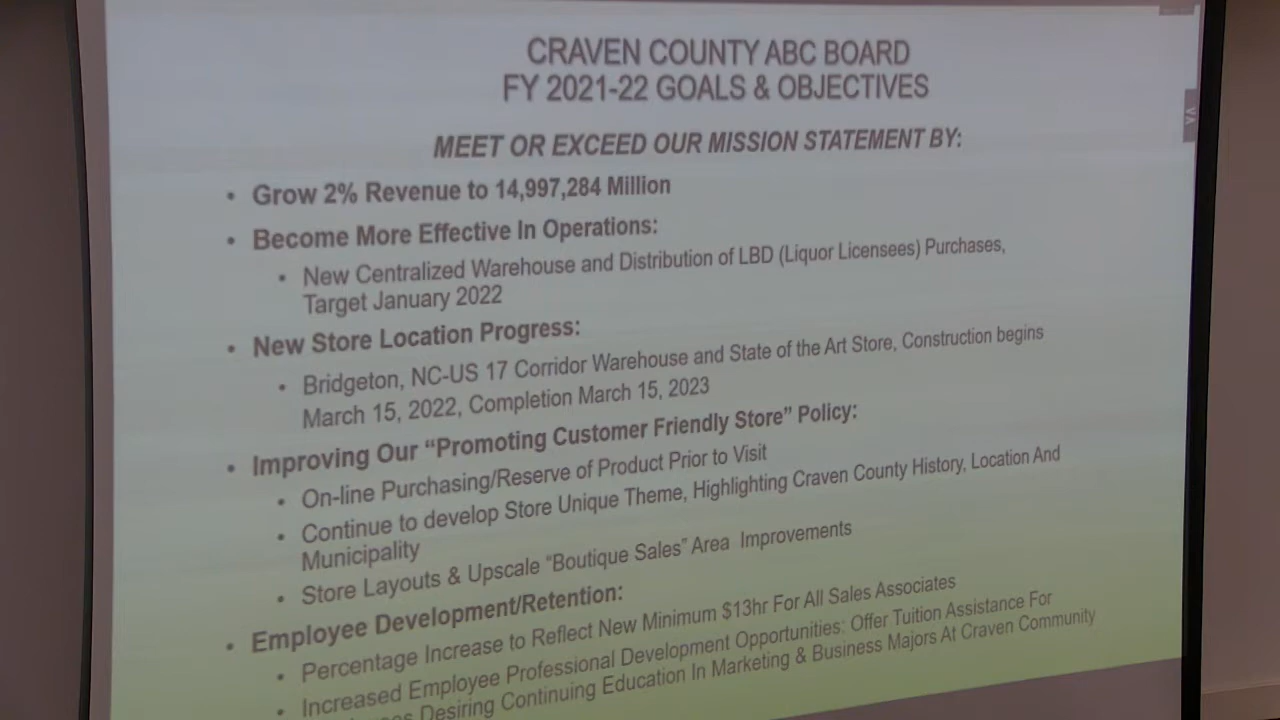 CRAVEN COUNTY ABC BOARD
FY 2021-22 GOALS & OBJECTIVES
MEET OR EXCEED OUR MISSION STATEMENT BY:
• Grow 2% Revenue to 14,997,284 Million
• Become More Effective In Operations:
• New Centralized Warehouse and Distribution of LBD (Liquor Licensees) Purchases,
Target January 2022
• New Store Location Progress:
• Bridgeton, NC-US 17 Corridor Warehouse and State of the Art Store, Construction begins
March 15, 2022, Completion March 15, 2023
• Improving Our “Promoting Customer Friendly Store” Policy:
• On-line Purchasing/Reserve of Product Prior to Visit
• Continue to develop Store Unique Theme, Highlighting Craven County History, Location And
Municipality
• Store Layouts & Upscale “Boutique Sales” Area Improvements
• Employee Development/Retention:
• Percentage Increase to Reflect New Minimum $13hr For All Sales Associates
• Increased Employee Professional Development Opportunities: Offer Tuition Assistance For
Desiring Continuing Education In Marketing & Business Majors At Craven Community
VA